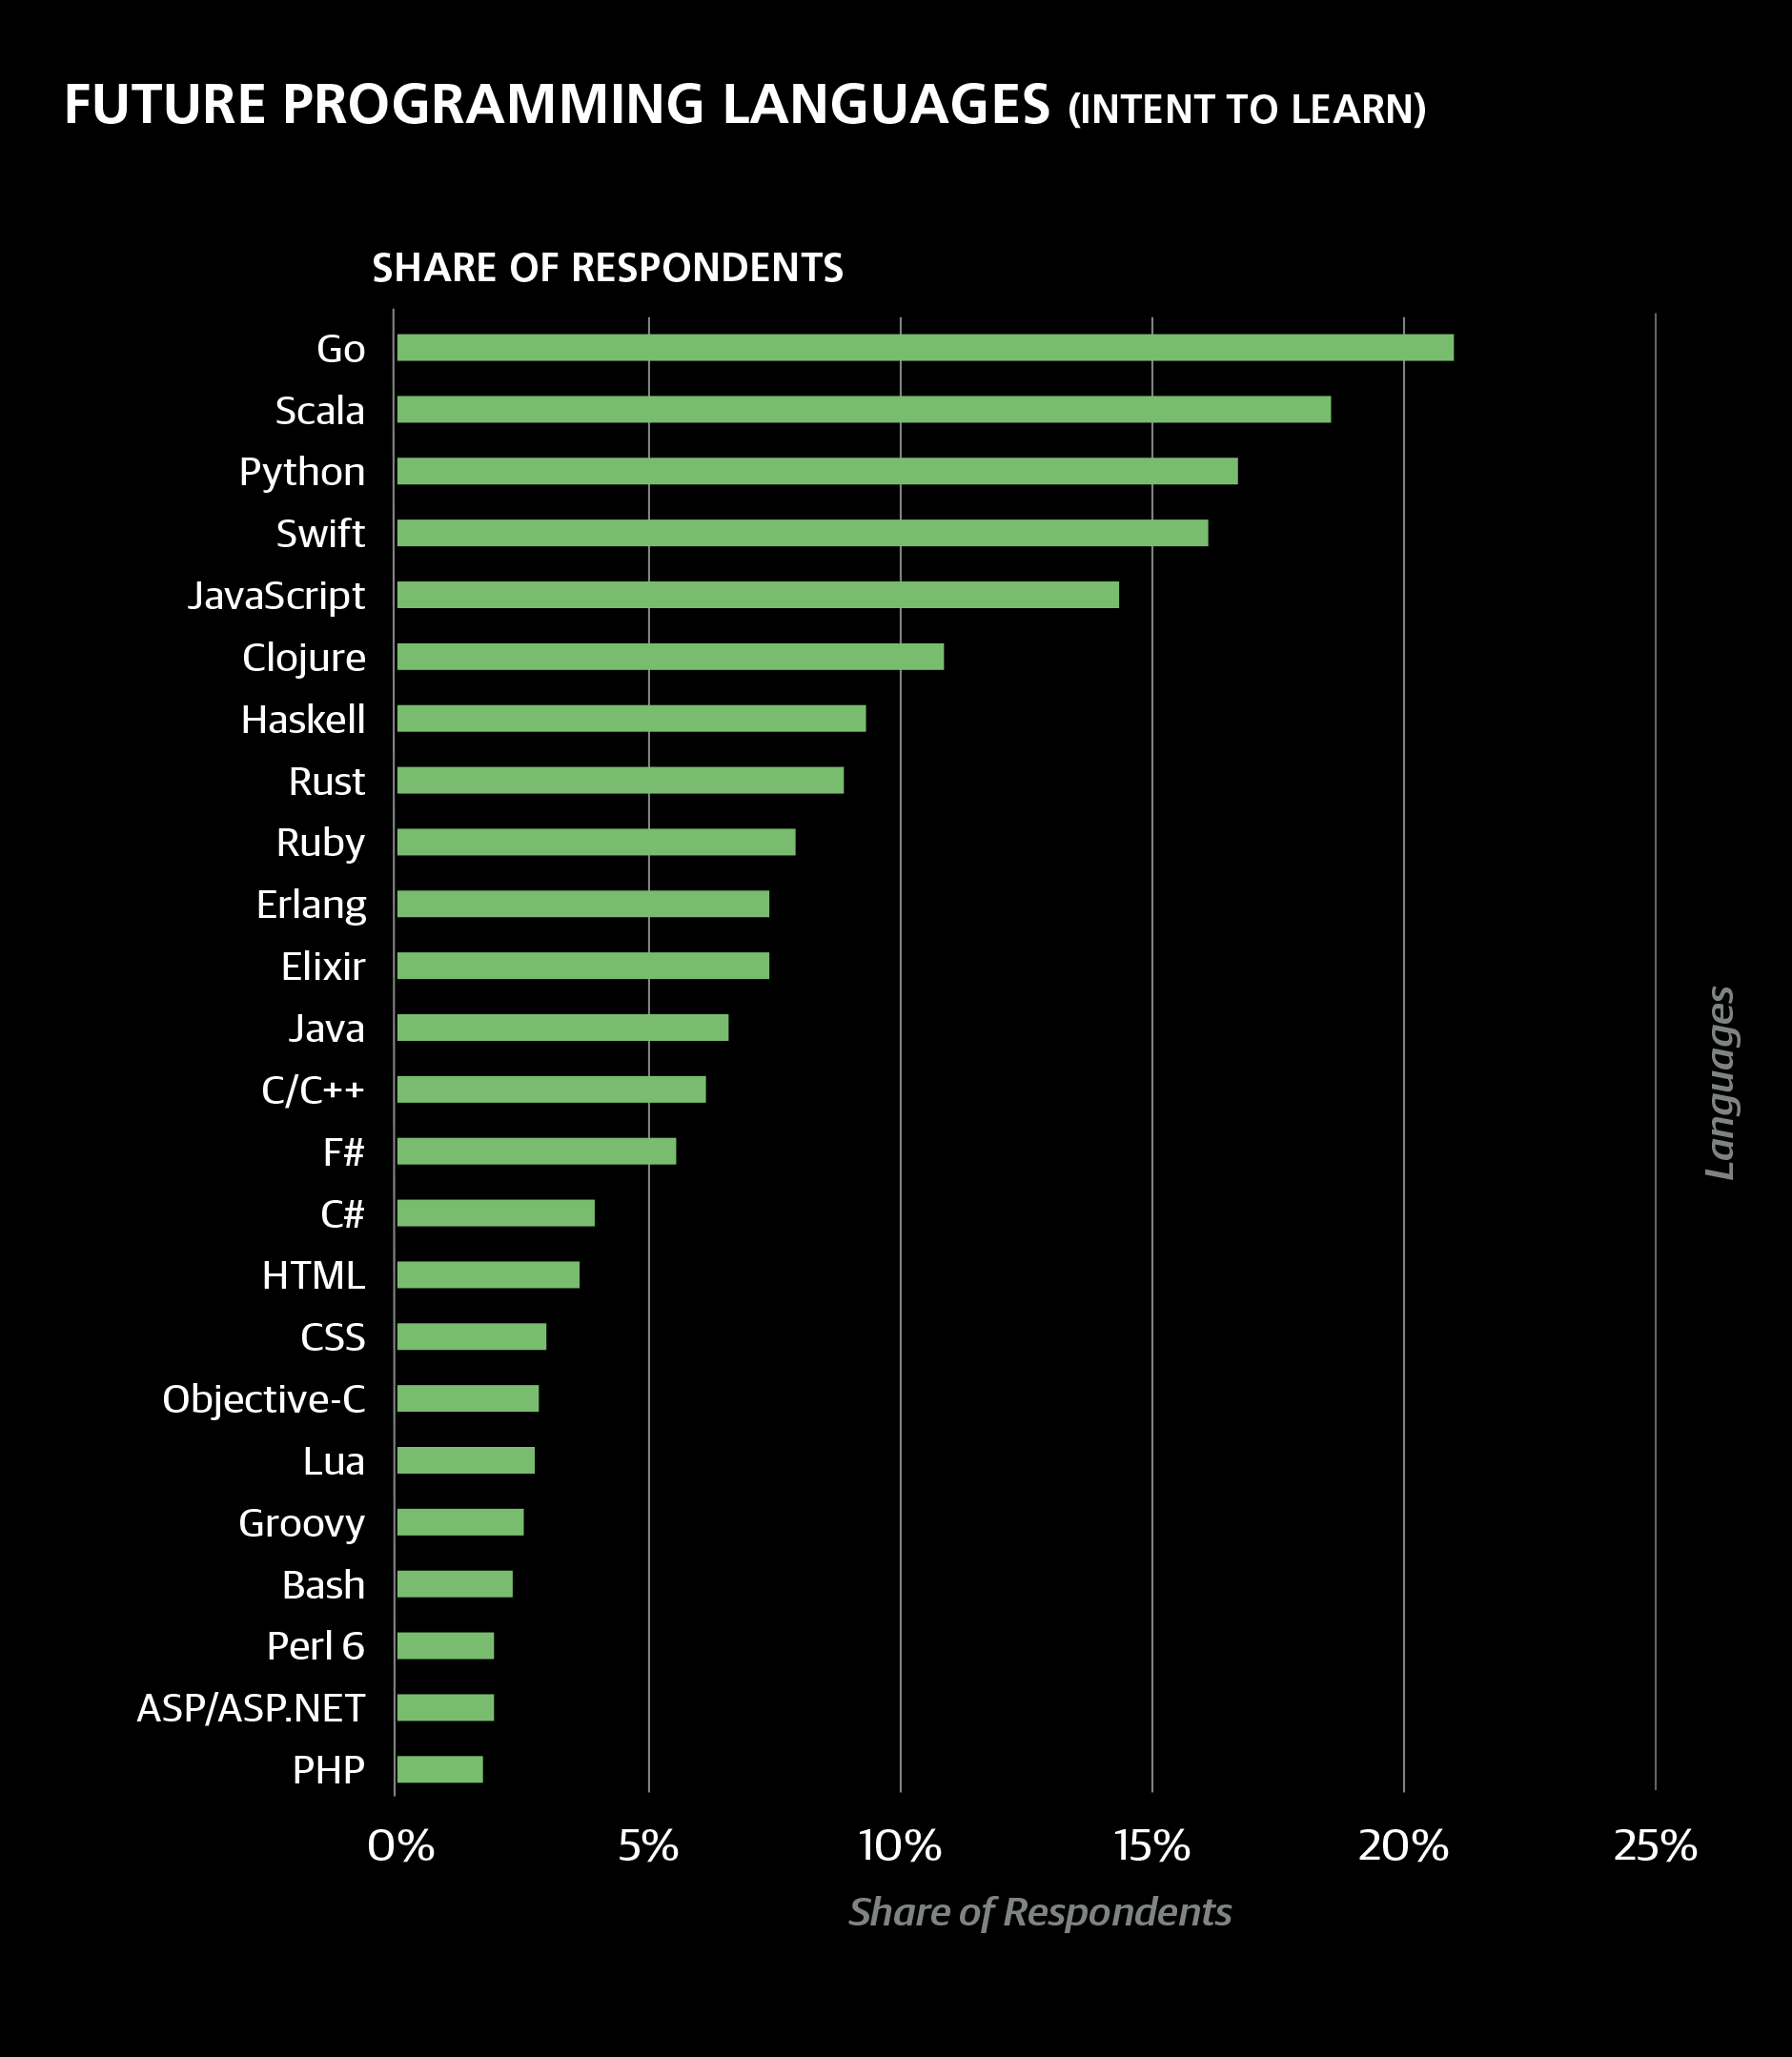 FUTURE PROGRAMMING LANGUAGES (INTENT TO LEARN)
SHARE OF RESPONDENTS
Go
Scala
Python
Swift
JavaScript
Clojure
Haskell
Rust
Ruby
Erlang
Elixir
Java
C/C++
F#
C#
HTML
CSS
Objective-C
Lua
Groovy
Bash
Perl 6
ASP/ASP.NET
PHP
Languages
0% 5% 10% 15% 20% 25%
Share of Respondents